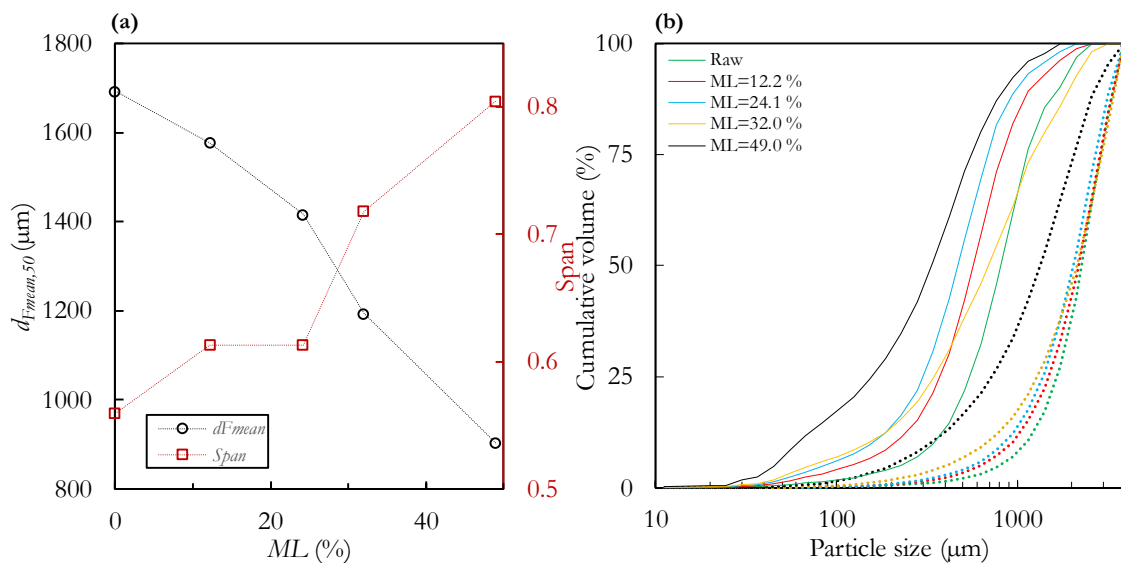 (a)
1800
1600
1400
1200
1000
800
d_Fmean,50 (µm)
0
20
40
ML (%)
0.8
0.7
0.6
0.5
Span
dFmean
Span
(b)
100
75
50
25
0
Cumulative volume (%)
Raw
ML=12.2 %
ML=24.1 %
ML=32.0 %
ML=49.0 %
10
100
1000
Particle size (µm)